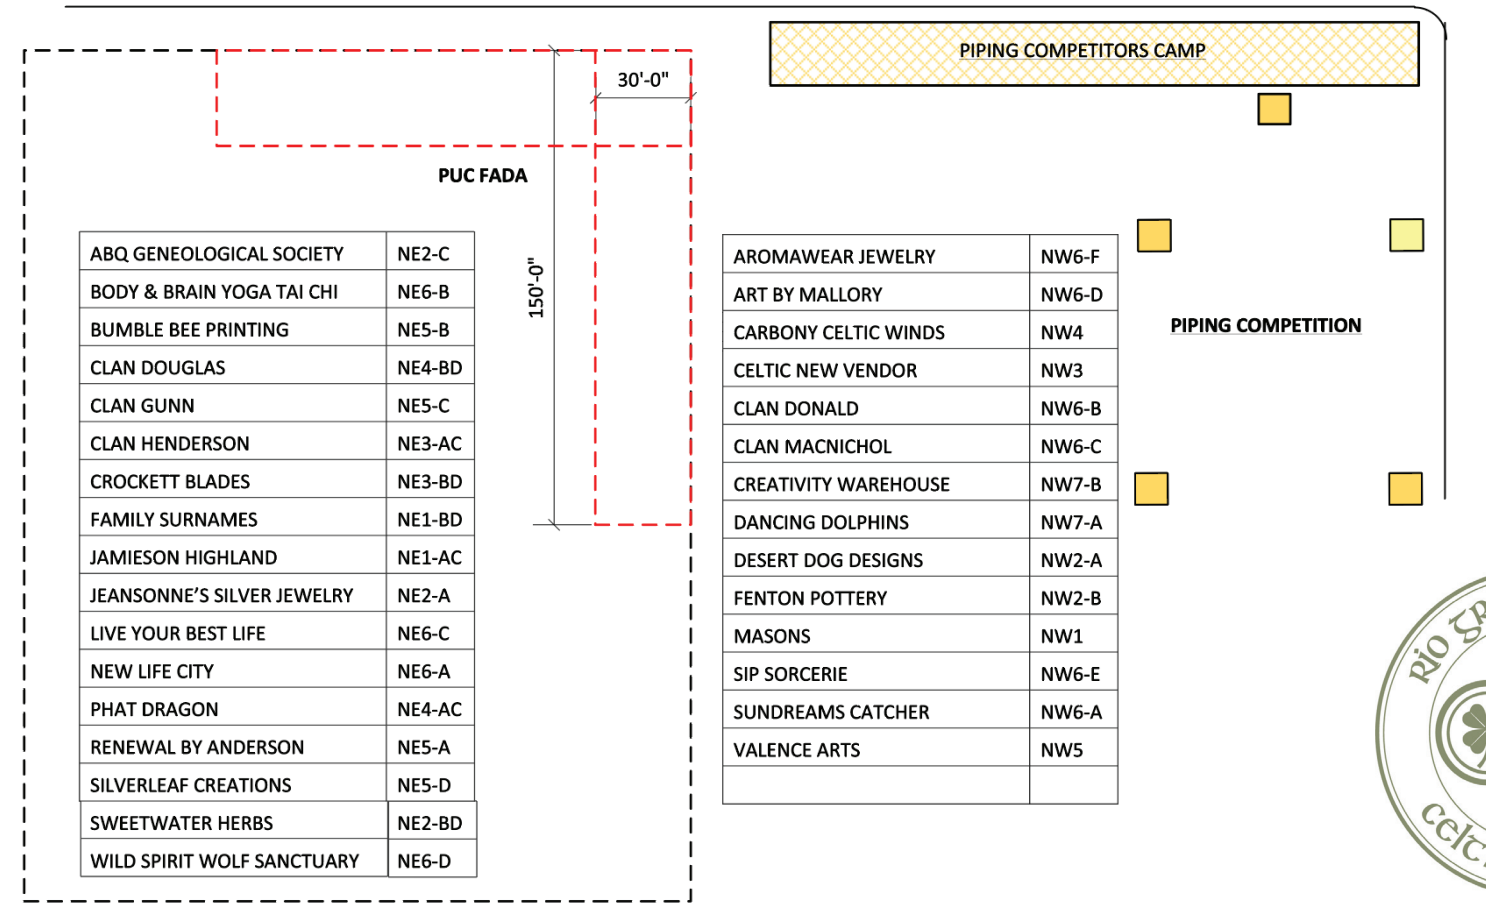 PIPING COMPETITORS CAMP
30'-0"
PUC FADA
150'-0"
ABQ GENEOLOGICAL SOCIETY NE2-C
BODY & BRAIN YOGA TAI CHI NE6-B
BUMBLE BEE PRINTING NE5-B
CLAN DOUGLAS NE4-BD
CLAN GUNN NE5-C
CLAN HENDERSON NE3-AC
CROCKETT BLADES NE3-BD
FAMILY SURNAMES NE1-BD
JAMIESON HIGHLAND NE1-AC
JEANSONNE’S SILVER JEWELRY NE2-A
LIVE YOUR BEST LIFE NE6-C
NEW LIFE CITY NE6-A
PHAT DRAGON NE4-AC
RENEWAL BY ANDERSON NE5-A
SILVERLEAF CREATIONS NE5-D
SWEETWATER HERBS NE2-BD
WILD SPIRIT WOLF SANCTUARY NE6-D
AROMAWEAR JEWELRY NW6-F
ART BY MALLORY NW6-D
CARBONY CELTIC WINDS NW4
CELTIC NEW VENDOR NW3
CLAN DONALD NW6-B
CLAN MACNICHOL NW6-C
CREATIVITY WAREHOUSE NW7-B
DANCING DOLPHINS NW7-A
DESERT DOG DESIGNS NW2-A
FENTON POTTERY NW2-B
MASONS NW1
SIP SORCERIE NW6-E
SUNDREAMS CATCHER NW6-A
VALENCE ARTS NW5
PIPING COMPETITION
RIO